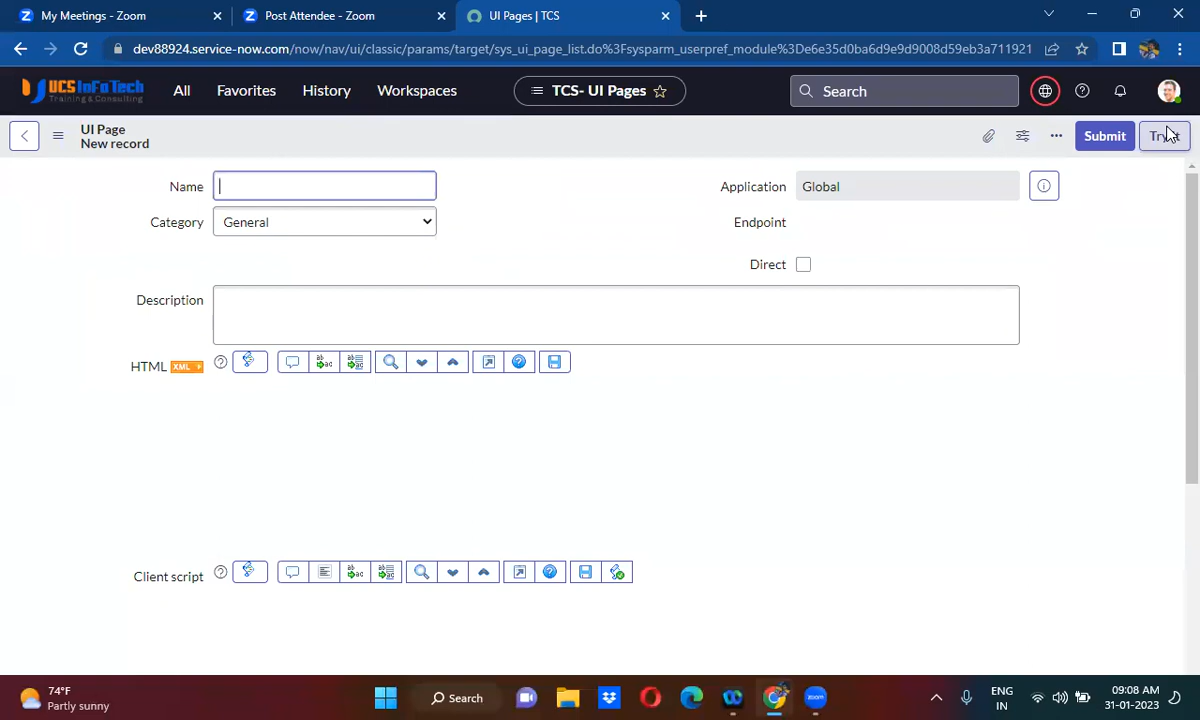 My Meetings - Zoom
Post Attendee - Zoom
UI Pages | TCS
dev88924.service-now.com/now/nav/ui/classic/params/target/sys_ui_page_list.do%3Fsysparm_userpref_module%3De6e35d0ba6d9e9d9008d59eb3a711921
UCS InFoTech
Training & Consulting
All
Favorites
History
Workspaces
TCS- UI Pages
Search
UI Page
New record
Submit
Name
Application
Global
Category
General
Endpoint
Direct
Description
HTML XML
Client script
74°F
Partly sunny
Search
ENG
IN
09:08 AM
31-01-2023